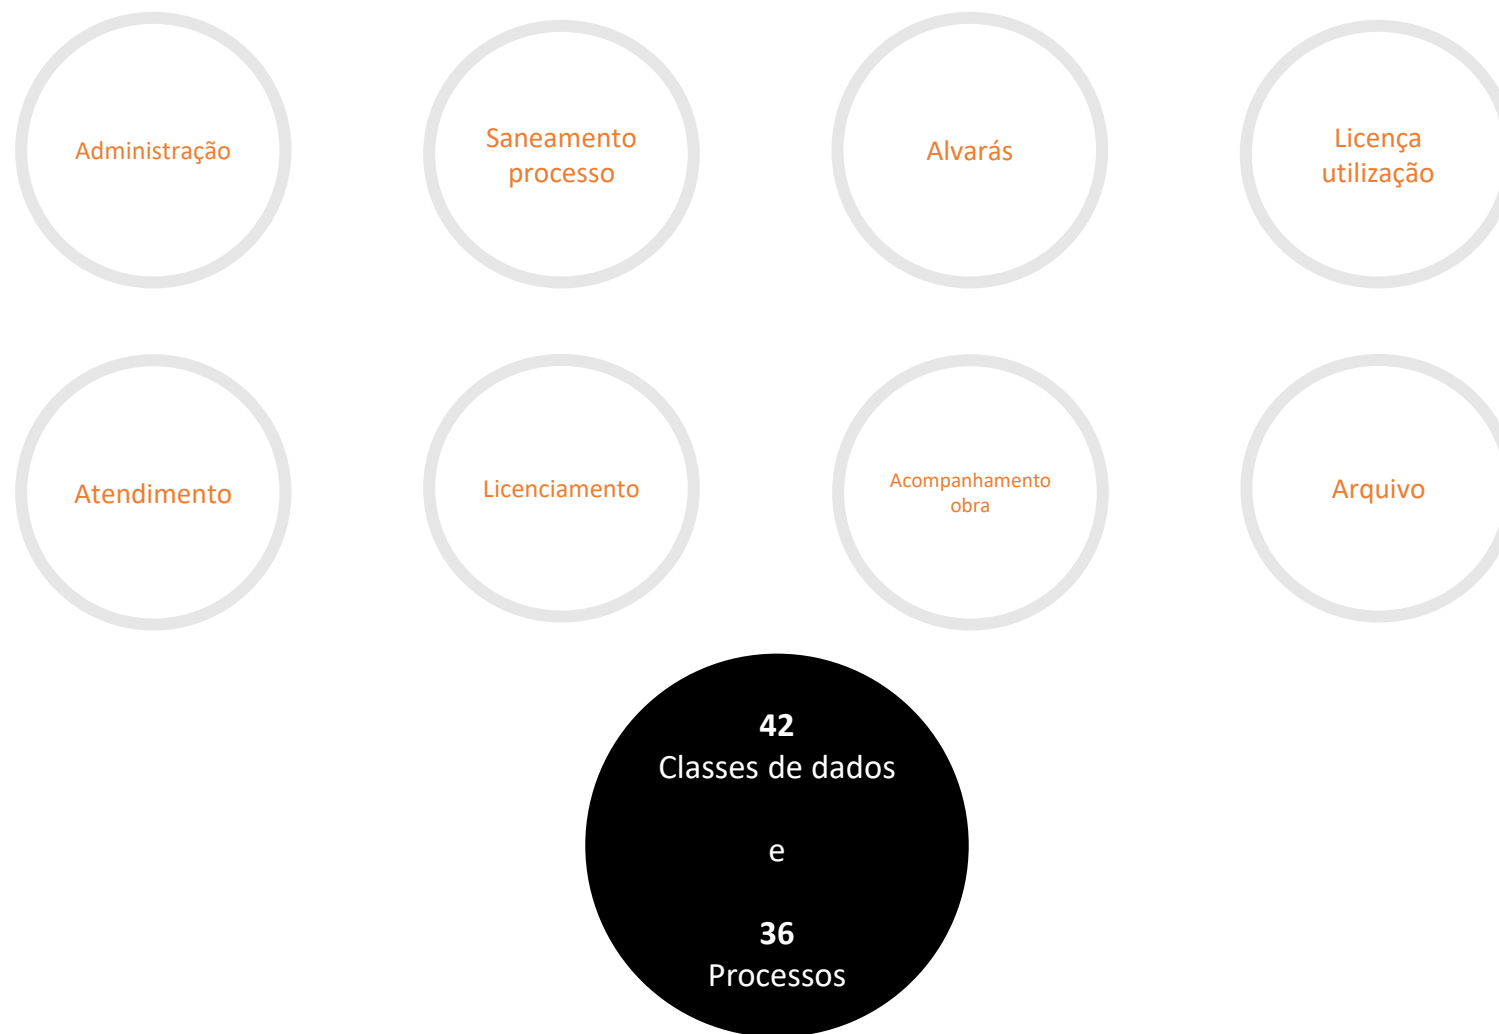 Administração
Saneamento
processo
Alvarás
Licença
utilização
Atendimento
Licenciamento
Acompanhamento
obra
Arquivo
42
Classes de dados
e
36
Processos